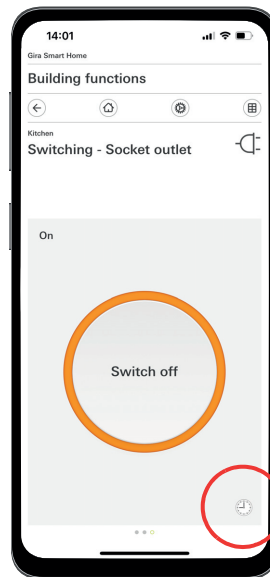 14:01
Gira Smart Home
Building functions
Kitchen
Switching - Socket outlet
On
Switch off